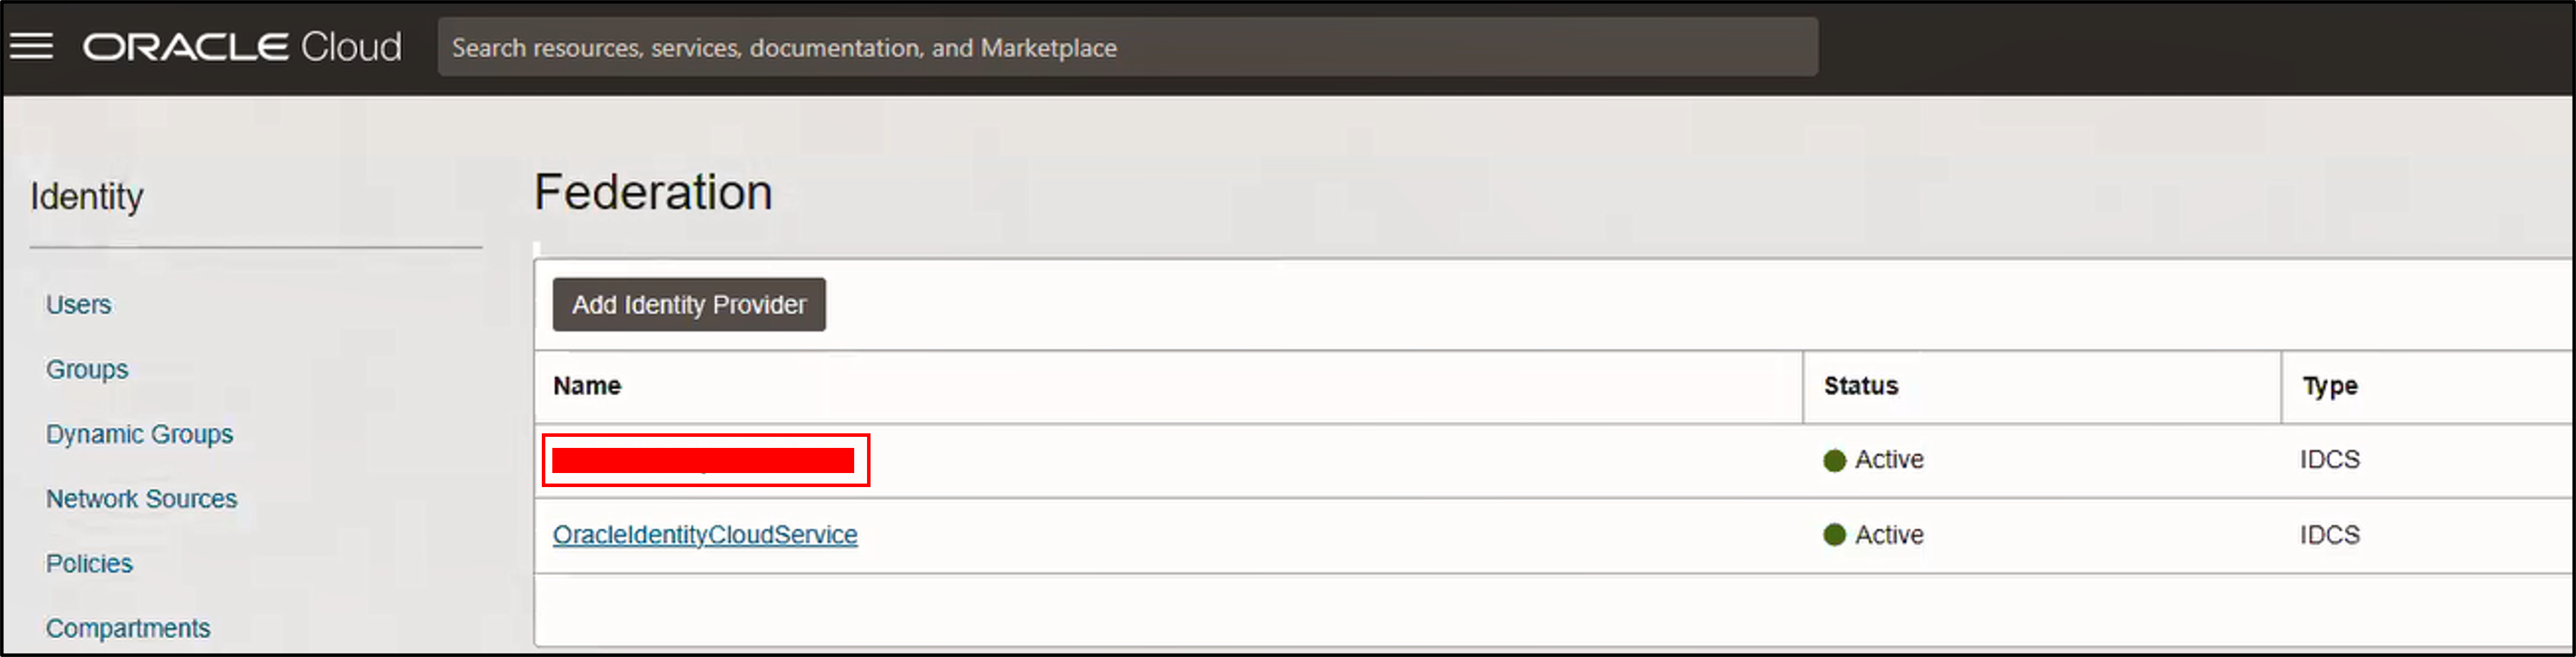 ORACLE Cloud
Search resources, services, documentation, and Marketplace
Identity
Users
Groups
Dynamic Groups
Network Sources
Policies
Compartments
Federation
Add Identity Provider
Name Status Type
Active IDCS
OracleIdentityCloudService Active IDCS